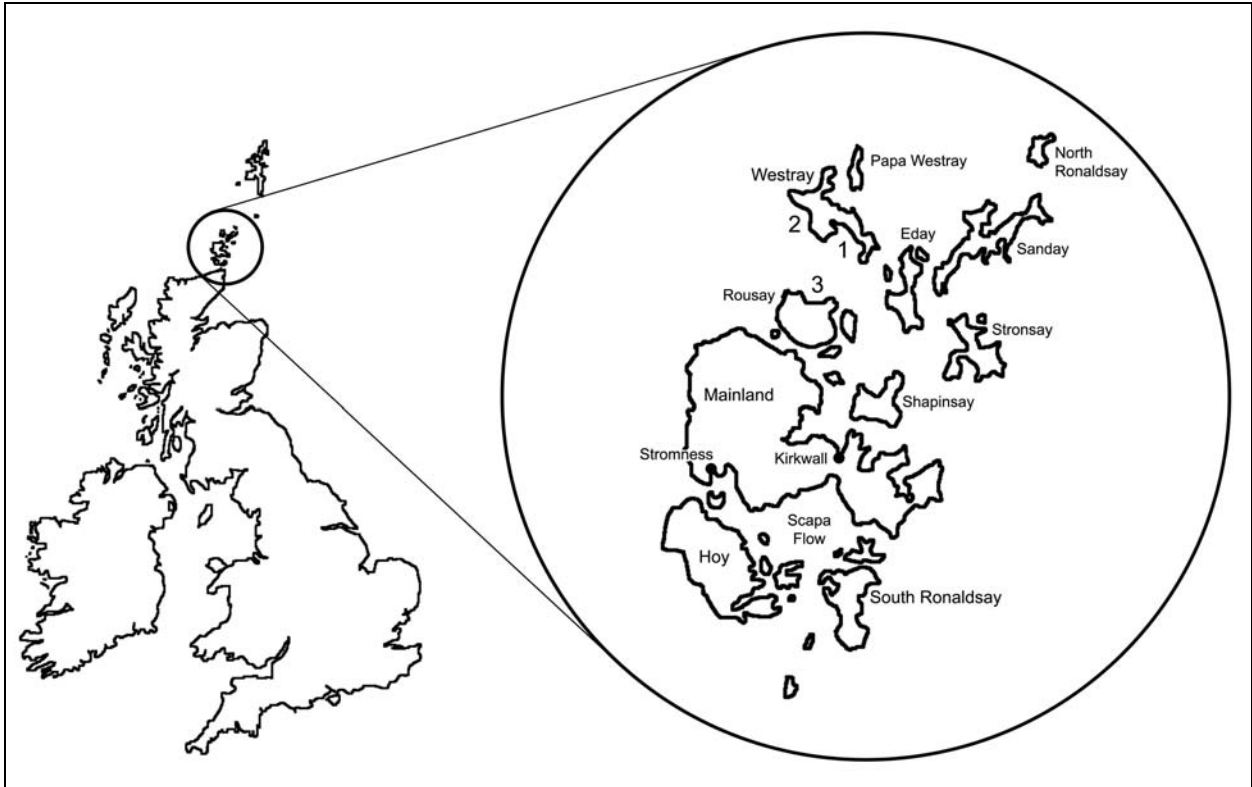 Papa Westray
North
Ronaldsay
Westray
2
1
Eday
Sanday
3
Rousay
Stronsay
Mainland
Shapinsay
Stromness
Kirkwall
Scapa
Flow
Hoy
South Ronaldsay